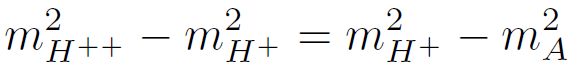 $m_{H^{++}}^2 - m_{H^+}^2 = m_{H^+}^2 - m_A^2$